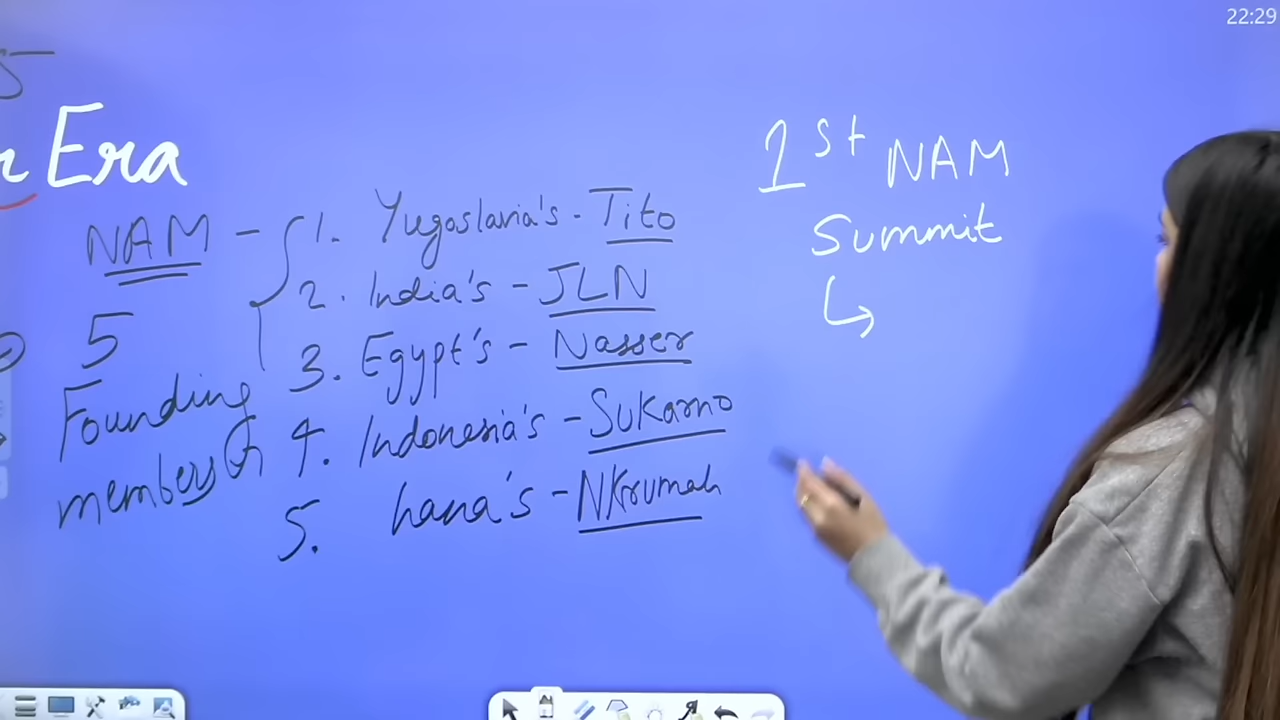 22:29
Era
NAM - 1. Yugoslavia's - Tito
2. India's - JLN
5
3. Egypt's - Nasser
Founding
4. Indonesia's - Sukarno
members
5. hana's - NKrumah
1st NAM
Summit